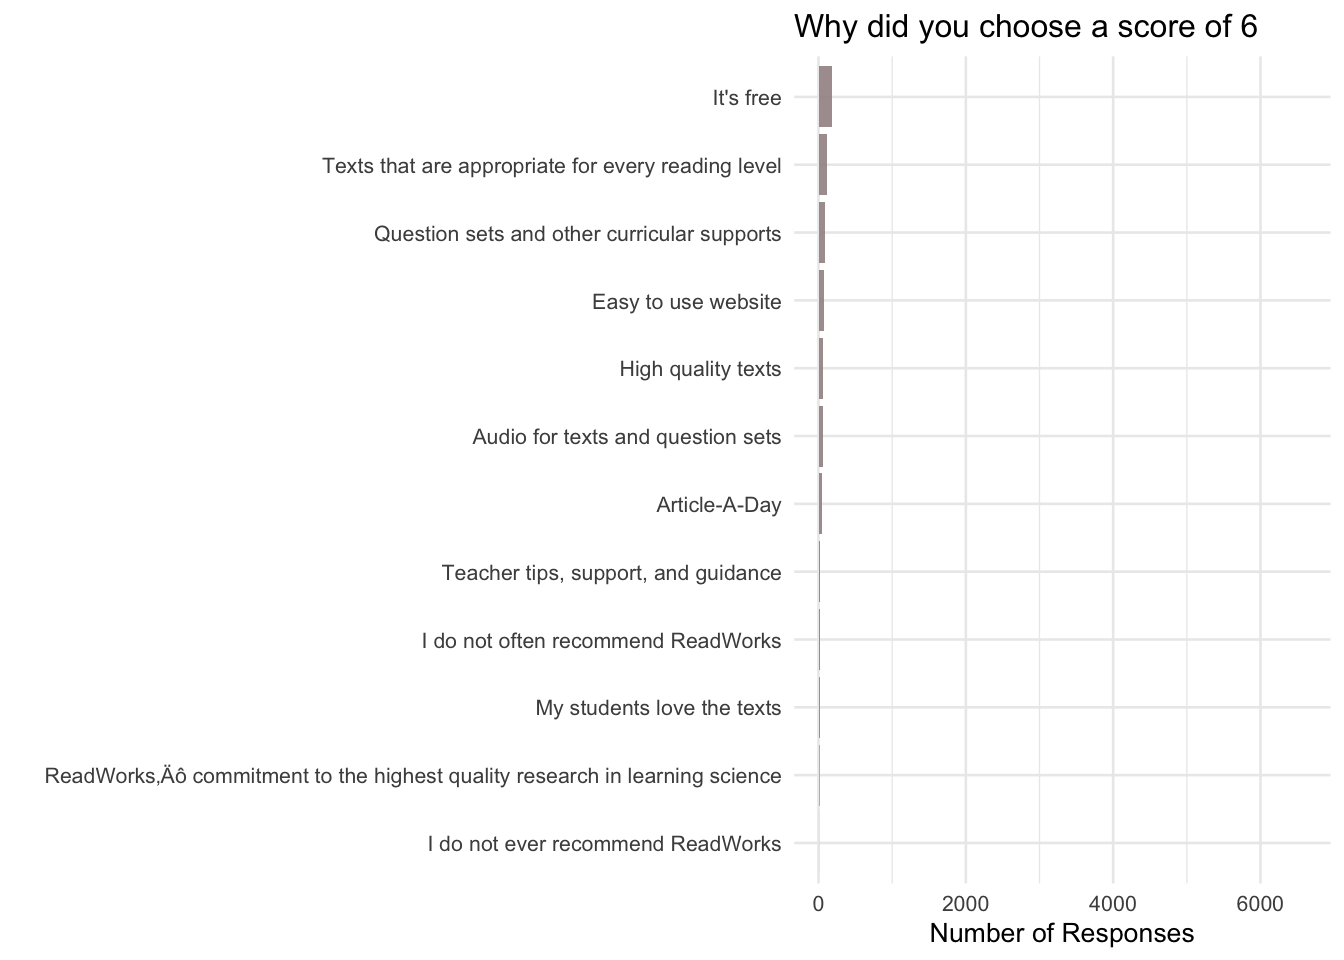 Why did you choose a score of 6
It's free
Texts that are appropriate for every reading level
Question sets and other curricular supports
Easy to use website
High quality texts
Audio for texts and question sets
Article-A-Day
Teacher tips, support, and guidance
I do not often recommend ReadWorks
My students love the texts
ReadWorks‚Äô commitment to the highest quality research in learning science
I do not ever recommend ReadWorks
0 2000 4000 6000
Number of Responses